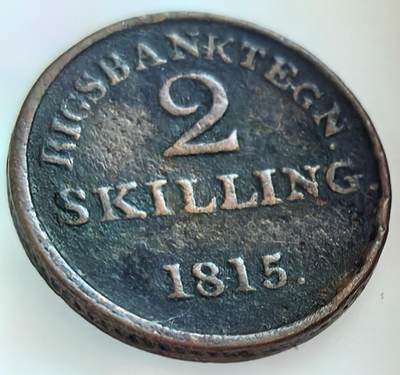 RIGSBANKTEGN.
2
SKILLING.
1815.